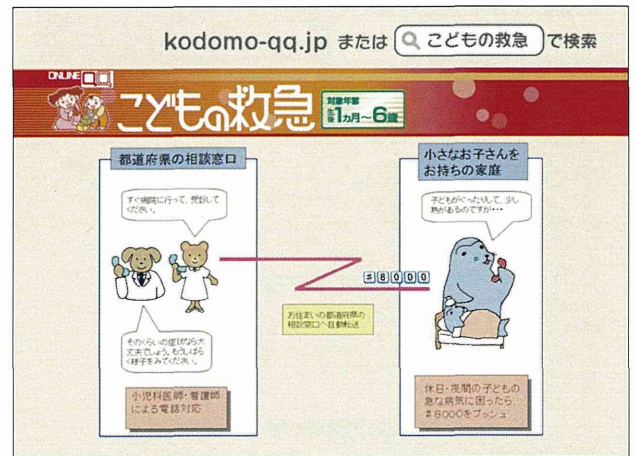 kodomo-qq.jp または こどもの救急 で検索
ONLINE QQ
こどもの救急
対象年齢
生後1ヵ月～6歳
都道府県の相談窓口
すぐ病院に行って、受診して
ください。
そのくらいの症状なら大
丈夫でしょう。もうしばら
く様子をみてください。
小児科医師・看護師
による電話対応
#8000
お住まいの都道府県の
相談窓口へ自動転送
小さなお子さんを
お持ちの家庭
子どもがぐったりして、少し
熱があるのですが・・・
休日・夜間の子どもの
急な病気に困ったら、
#8000をプッシュ